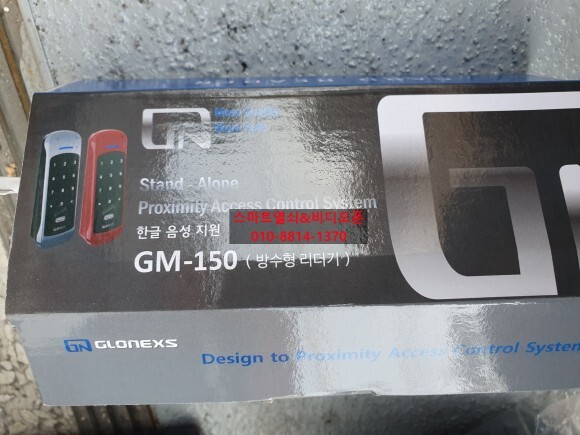 Stand - Alone
Proximity Access Control System
스마트열쇠&비디오폰
한글 음성 지원
010-8814-1370
GM-150 ( 방수형 리더기 )
GLONEXS
Design to Proximity Access Control System